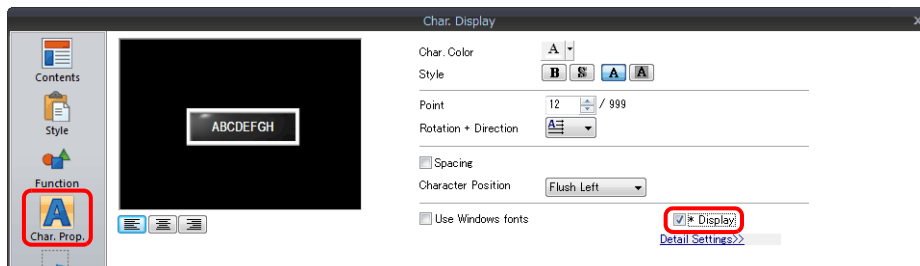 Char. Display
Contents
Style
Function
Char. Prop.
ABCDEFGH
Char. Color A
Style B S A A
Point 12 / 999
Rotation + Direction A
Spacing
Character Position Flush Left
Use Windows fonts * Display
Detail Settings>>